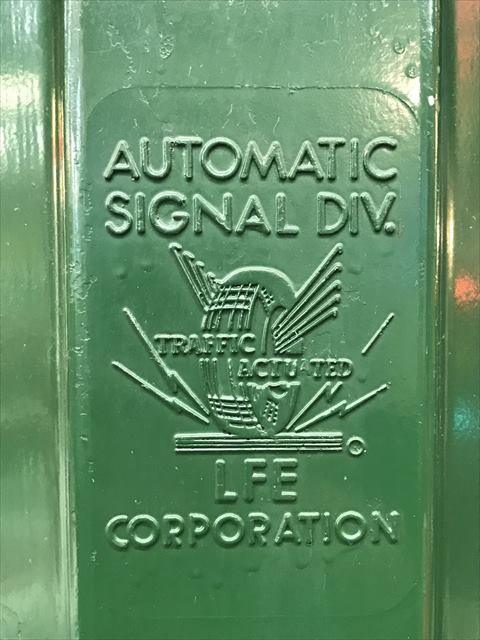 AUTOMATIC
SIGNAL DIV.
TRAFFIC
ACTUATED
®
LFE
CORPORATION